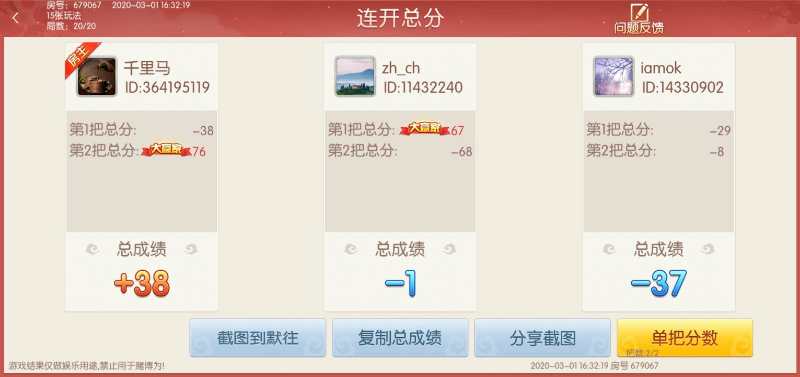 房号: 679067 2020-03-01 16:32:19
15张玩法
局数: 20/20
连开总分
问题反馈
房主
千里马
ID:364195119
第1把总分: -38
第2把总分: 大赢家 76
总成绩
+38
zh_ch
ID:11432240
第1把总分: 大赢家 67
第2把总分: -68
总成绩
-1
iamok
ID:14330902
第1把总分: -29
第2把总分: -8
总成绩
-37
截图到默往
复制总成绩
分享截图
单把分数
把数:2/2
游戏结果仅做娱乐用途,禁止用于赌博为!
2020-03-01 16:32:19 房号 679067